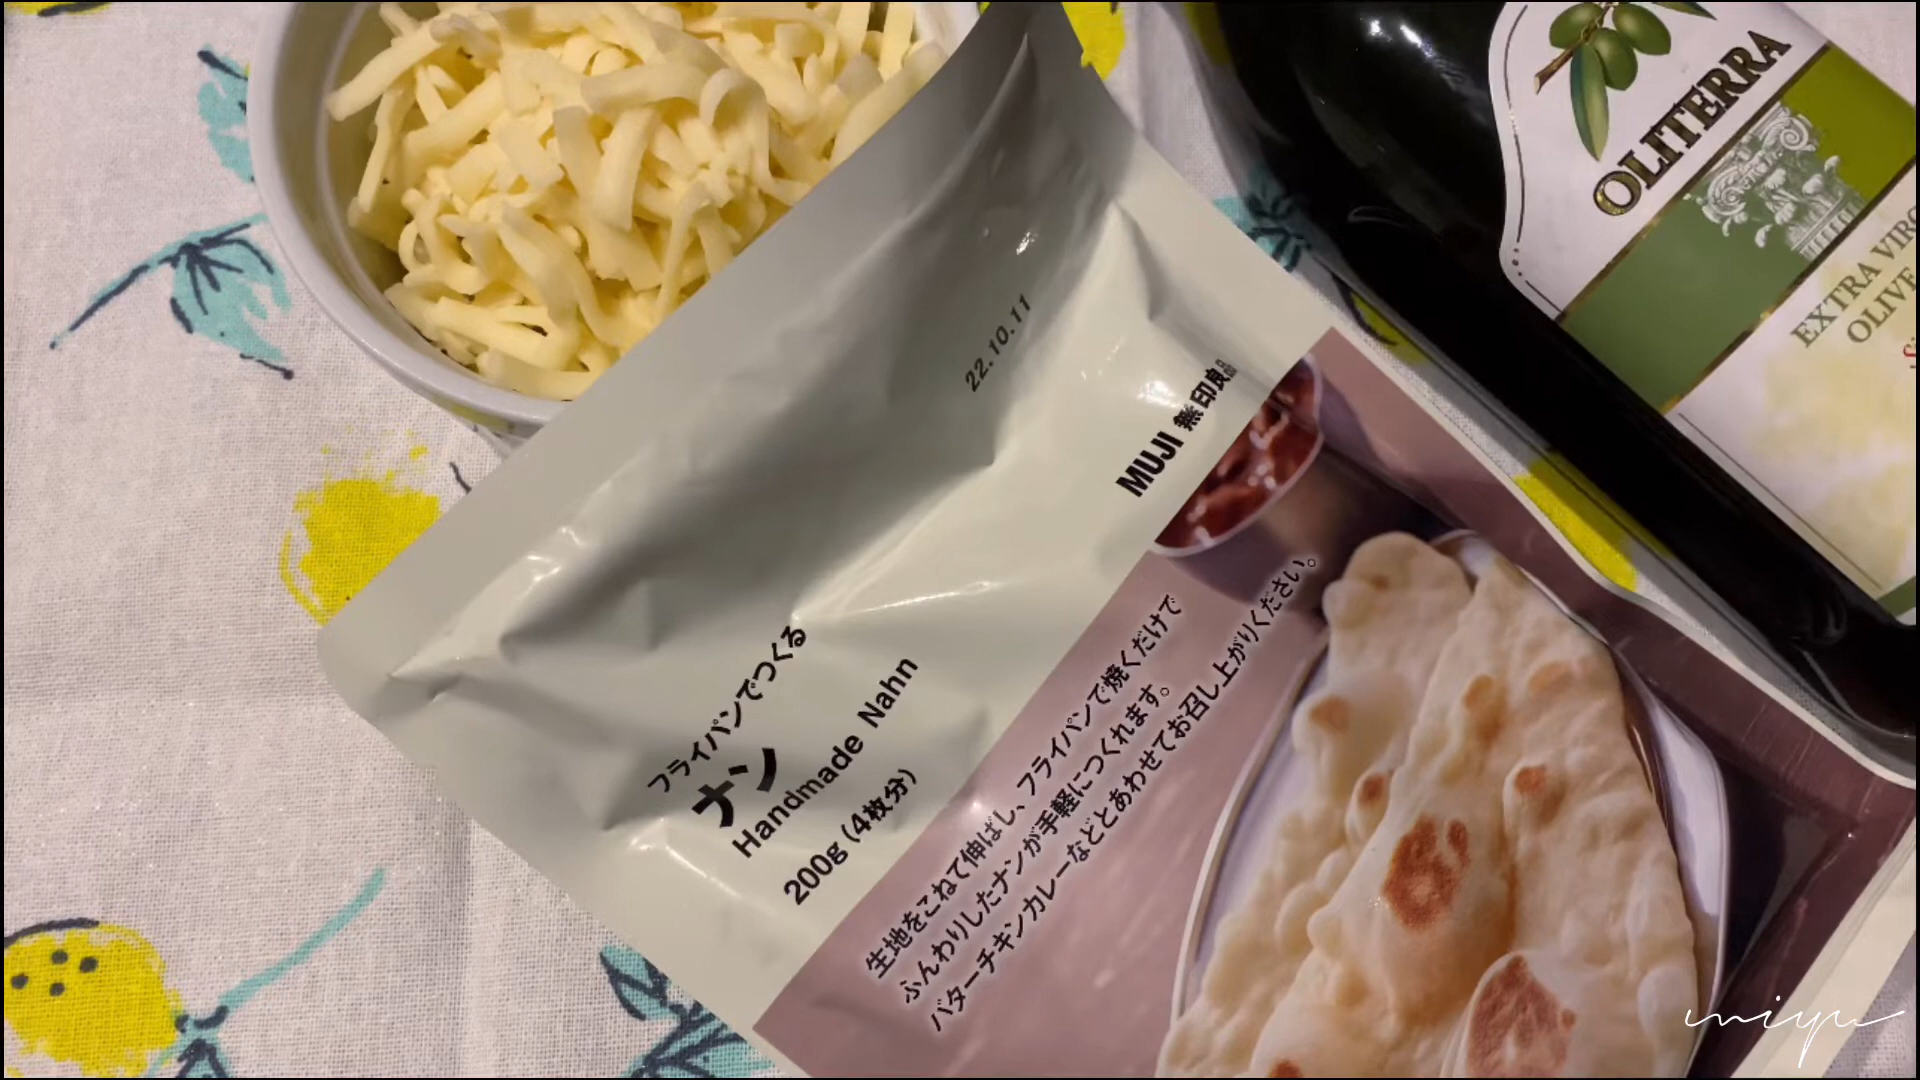 OLITERRA
EXTRA VIR
OLIVE
22.10.11
MUJI 無印良品
フライパンでつくる
ナン
Handmade Nahn
200g (4枚分)
生地をこねて伸ばし、フライパンで焼くだけで
ふんわりしたナンが手軽につくれます。
バターチキンカレーなどとあわせてお召し上がりください。
miyu